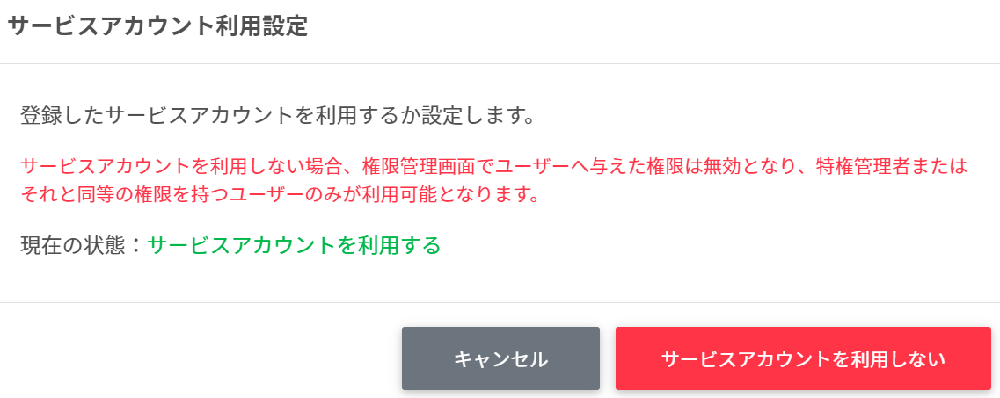 サービスアカウント利用設定
登録したサービスアカウントを利用するか設定します。
サービスアカウントを利用しない場合、権限管理画面でユーザーへ与えた権限は無効となり、特権管理者または
それと同等の権限を持つユーザーのみが利用可能となります。
現在の状態：サービスアカウントを利用する
キャンセル
サービスアカウントを利用しない